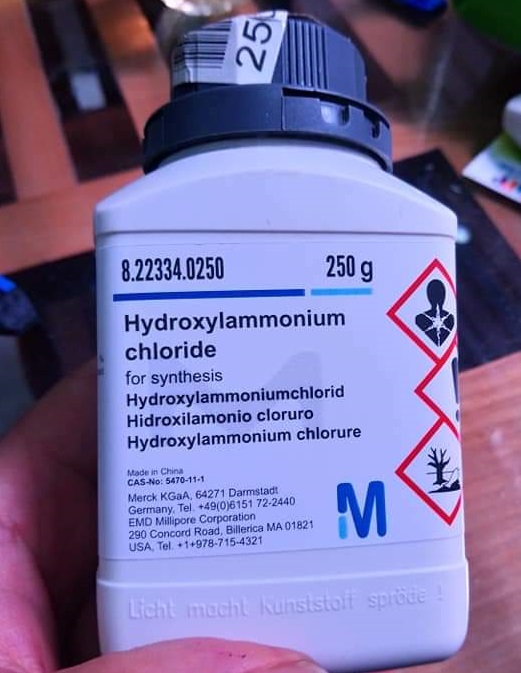 25
8.22334.0250
250 g
Hydroxylammonium
chloride
for synthesis
Hydroxylammoniumchlorid
Hidroxilamonio cloruro
Hydroxylammonium chlorure
Made in China
CAS-No: 5470-11-1
Merck KGaA, 64271 Darmstadt
Germany, Tel. +49(0)6151 72-2440
EMD Millipore Corporation
290 Concord Road, Billerica MA 01821
USA, Tel. +1+978-715-4321
M
Licht macht Kunststoff spröde !